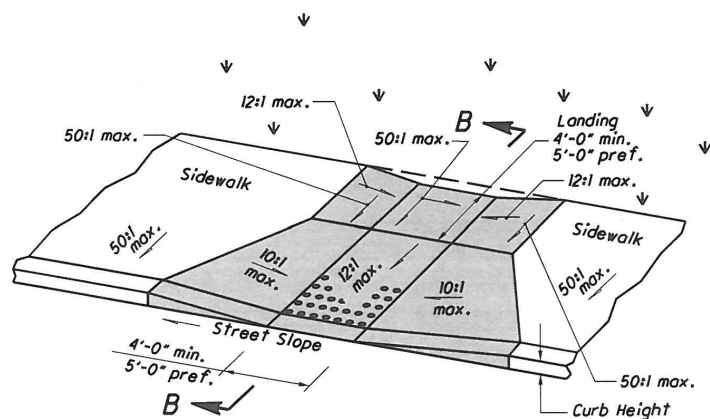 12:1 max.
50:1 max.
50:1 max.
B
Landing
4'-0" min.
5'-0" pref.
12:1 max.
Sidewalk
Sidewalk
50:1
max.
10:1
max.
12:1
max.
10:1
max.
50:1
max.
Street Slope
4'-0" min.
5'-0" pref.
B
50:1 max.
Curb Height